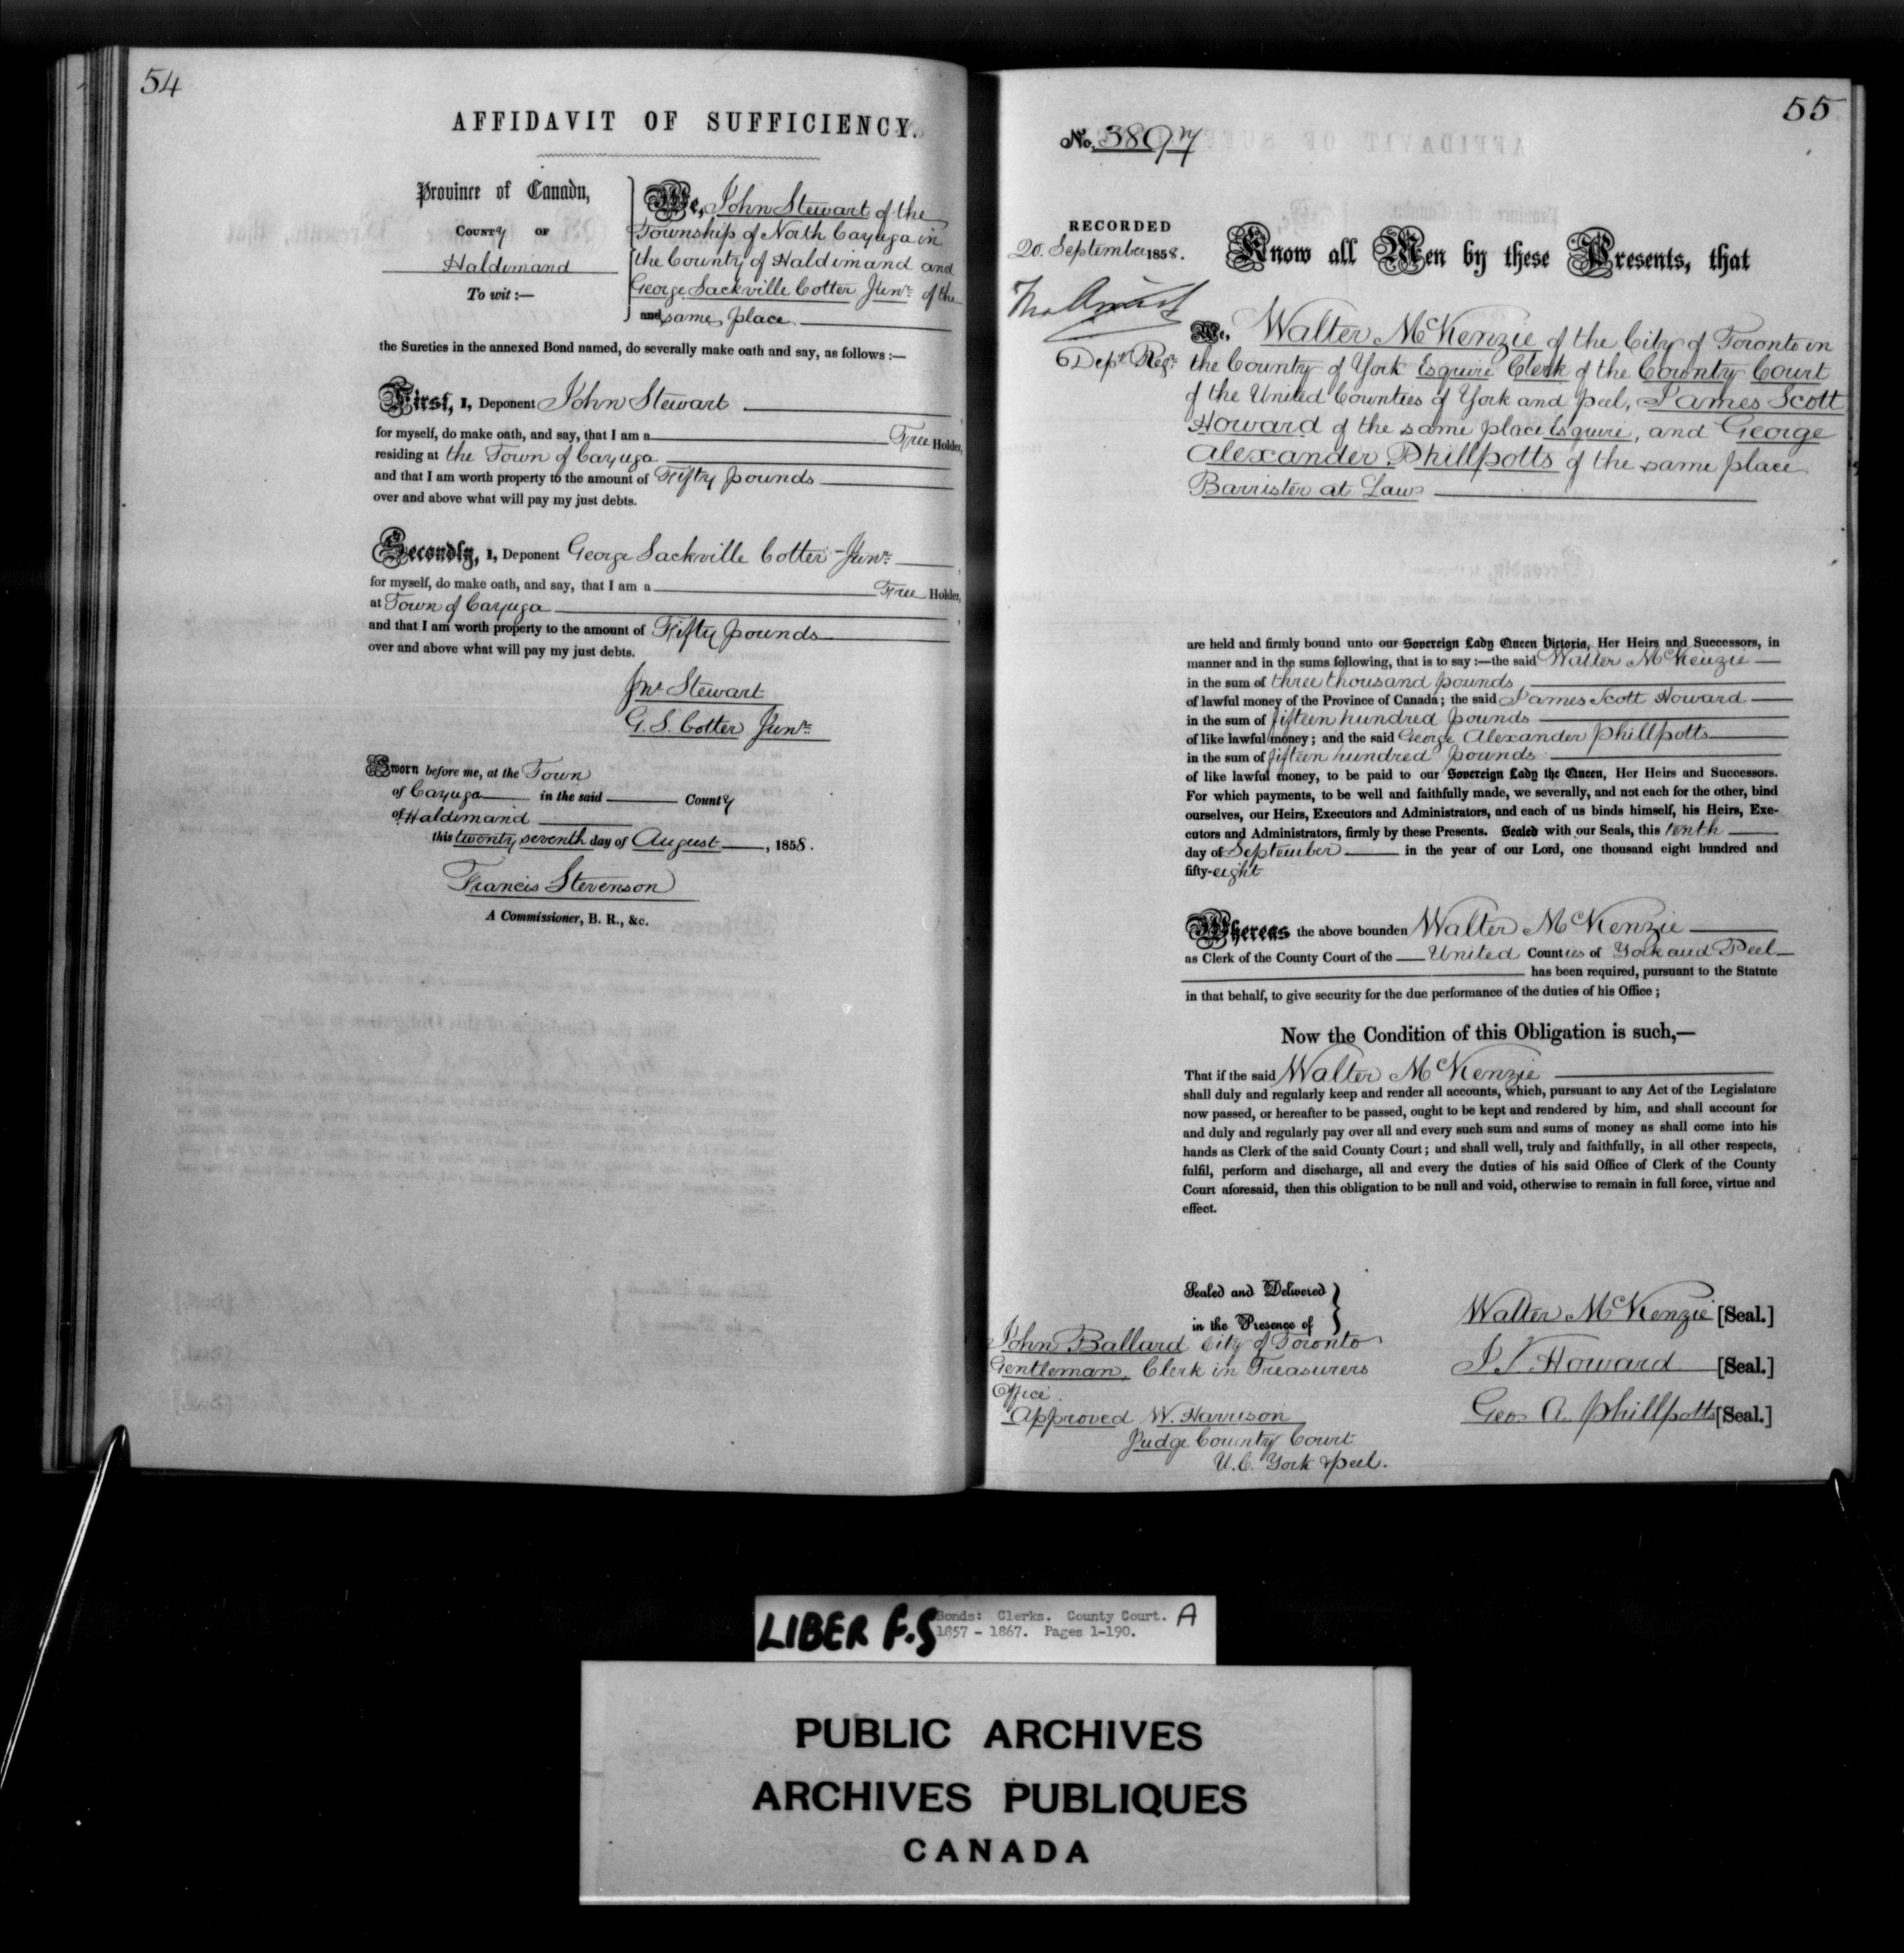 54
AFFIDAVIT OF SUFFICIENCY.
Province of Canada,
County of
Haldimand
To wit:—
We, John Stewart of the
Township of North Cayuga in
the County of Haldimand and
George Sackville Cotter Junr. of the
and same place
the Sureties in the annexed Bond named, do severally make oath and say, as follows:—
First, I, Deponent John Stewart
for myself, do make oath, and say, that I am a Free Holder,
residing at the Town of Cayuga
and that I am worth property to the amount of Fifty pounds
over and above what will pay my just debts.
Secondly, I, Deponent George Sackville Cotter Junr.
for myself, do make oath, and say, that I am a Free Holder,
at Town of Cayuga
and that I am worth property to the amount of Fifty pounds
over and above what will pay my just debts.
Jno. Stewart
G. S. Cotter Junr.
Sworn before me, at the Town
of Cayuga in the said County
of Haldimand
this twenty seventh day of August, 1858.
Francis Stevenson
A Commissioner, B. R., &c.
55
No. 3897
RECORDED
20. September 1858.
Depy. Regr.
Know all Men by these Presents, that
We, Walter McKenzie of the City of Toronto in
the County of York Esquire Clerk of the County Court
of the United Counties of York and Peel, James Scott
Howard of the same place Esquire, and George
Alexander Phillpotts of the same place
Barrister at Law
are held and firmly bound unto our Sovereign Lady Queen Victoria, Her Heirs and Successors, in
manner and in the sums following, that is to say:—the said Walter McKenzie
in the sum of three thousand pounds
of lawful money of the Province of Canada; the said James Scott Howard
in the sum of fifteen hundred pounds
of like lawful money; and the said George Alexander Phillpotts
in the sum of fifteen hundred pounds
of like lawful money, to be paid to our Sovereign Lady the Queen, Her Heirs and Successors.
For which payments, to be well and faithfully made, we severally, and not each for the other, bind
ourselves, our Heirs, Executors and Administrators, and each of us binds himself, his Heirs, Exe-
cutors and Administrators, firmly by these Presents. Sealed with our Seals, this tenth
day of September in the year of our Lord, one thousand eight hundred and
fifty-eight
Whereas the above bounden Walter McKenzie
as Clerk of the County Court of the United Counties of York and Peel
has been required, pursuant to the Statute
in that behalf, to give security for the due performance of the duties of his Office;
Now the Condition of this Obligation is such,—
That if the said Walter McKenzie
shall duly and regularly keep and render all accounts, which, pursuant to any Act of the Legislature
now passed, or hereafter to be passed, ought to be kept and rendered by him, and shall account for
and duly and regularly pay over all and every such sum and sums of money as shall come into his
hands as Clerk of the said County Court; and shall well, truly and faithfully, in all other respects,
fulfil, perform and discharge, all and every the duties of his said Office of Clerk of the County
Court aforesaid, then this obligation to be null and void, otherwise to remain in full force, virtue and
effect.
Sealed and Delivered
in the Presence of
John Ballard City of Toronto
Gentleman, Clerk in Treasurers
Office.
Approved W. Harrison
Judge County Court
U.C. York & Peel.
Walter McKenzie [Seal.]
J S Howard [Seal.]
Geo. A. Phillpotts [Seal.]
LIBER F.S
Bonds: Clerks. County Court. A
1857 - 1867. Pages 1-190.
PUBLIC ARCHIVES
ARCHIVES PUBLIQUES
CANADA